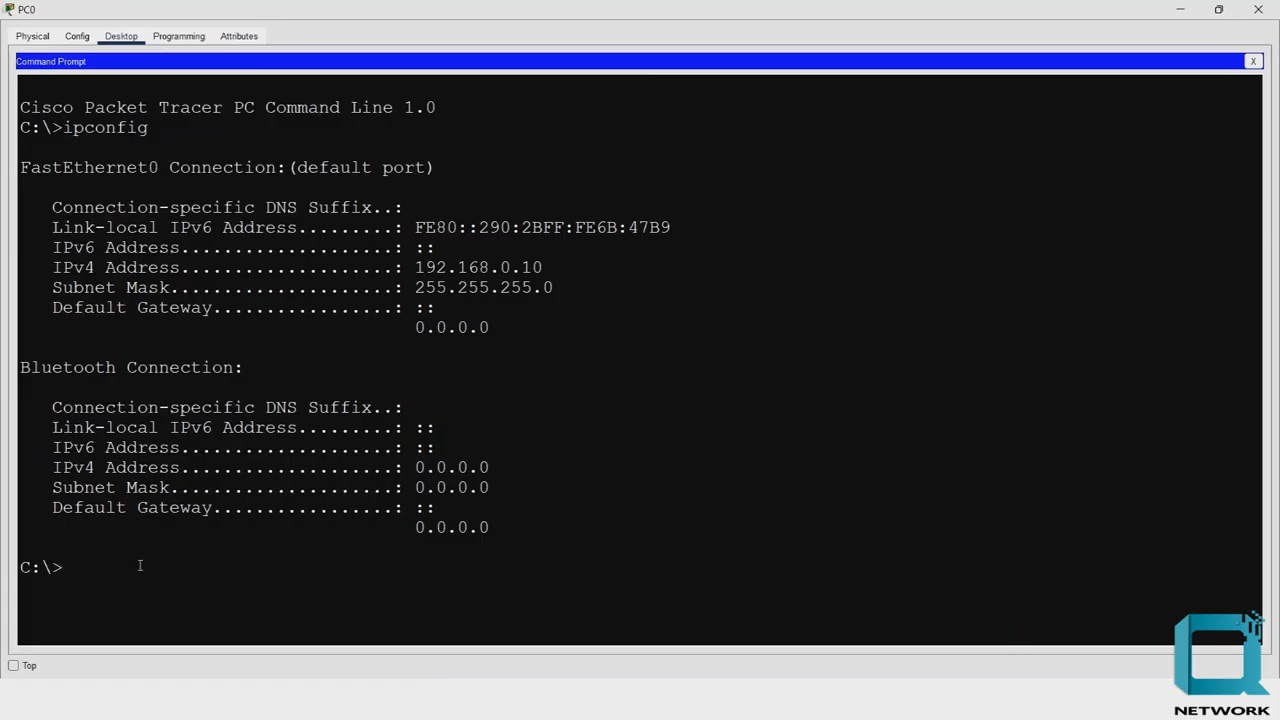 PC0
Physical Config Desktop Programming Attributes
Command Prompt X
Cisco Packet Tracer PC Command Line 1.0
C:\>ipconfig
FastEthernet0 Connection:(default port)
Connection-specific DNS Suffix..:
Link-local IPv6 Address.........: FE80::290:2BFF:FE6B:47B9
IPv6 Address....................: ::
IPv4 Address....................: 192.168.0.10
Subnet Mask.....................: 255.255.255.0
Default Gateway.................: ::
0.0.0.0
Bluetooth Connection:
Connection-specific DNS Suffix..:
Link-local IPv6 Address.........: ::
IPv6 Address....................: ::
IPv4 Address....................: 0.0.0.0
Subnet Mask.....................: 0.0.0.0
Default Gateway.................: ::
0.0.0.0
C:\>
Top
NETWORK